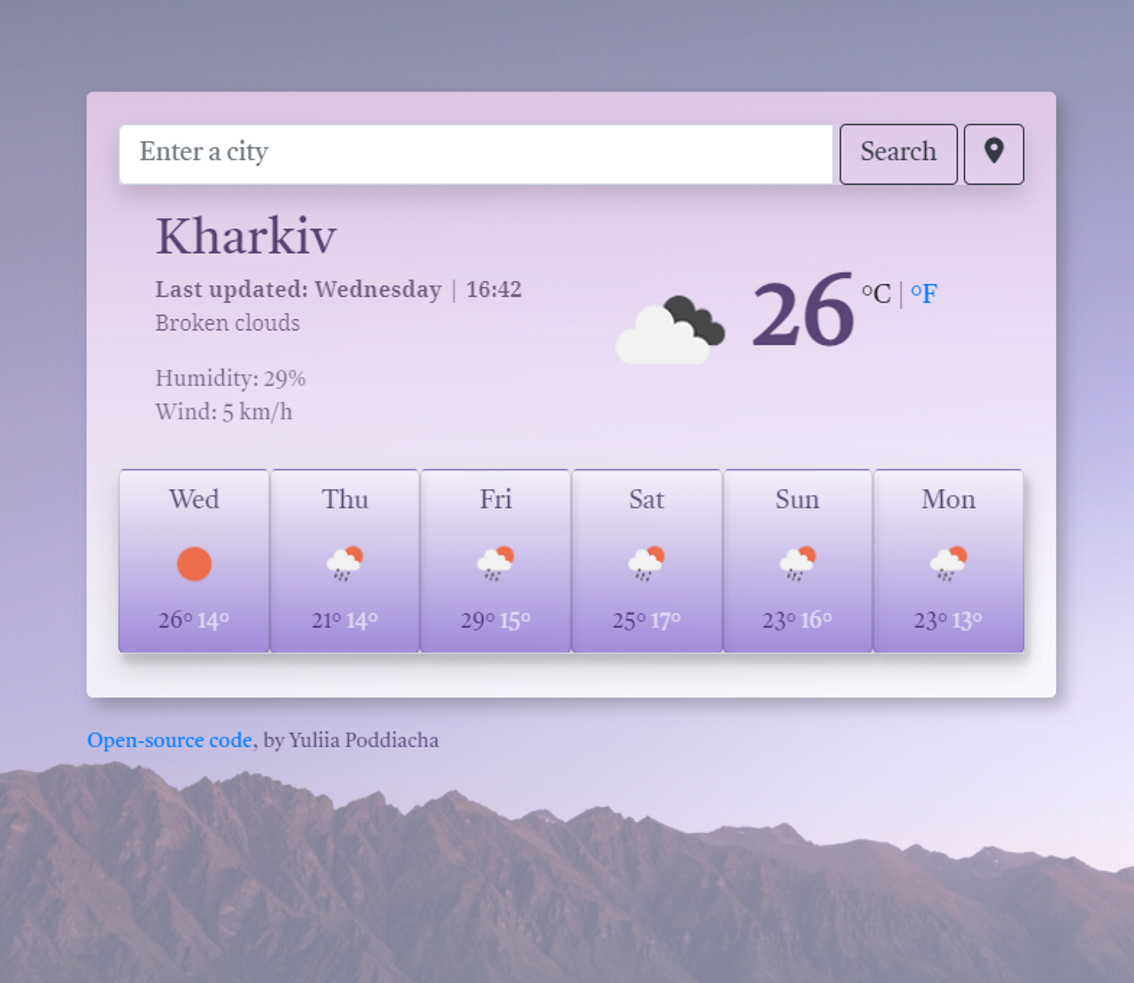 Enter a city
Search
Kharkiv
Last updated: Wednesday | 16:42
Broken clouds
26 °C | °F
Humidity: 29%
Wind: 5 km/h
Wed Thu Fri Sat Sun Mon
26° 14° 21° 14° 29° 15° 25° 17° 23° 16° 23° 13°
Open-source code, by Yuliia Poddiacha